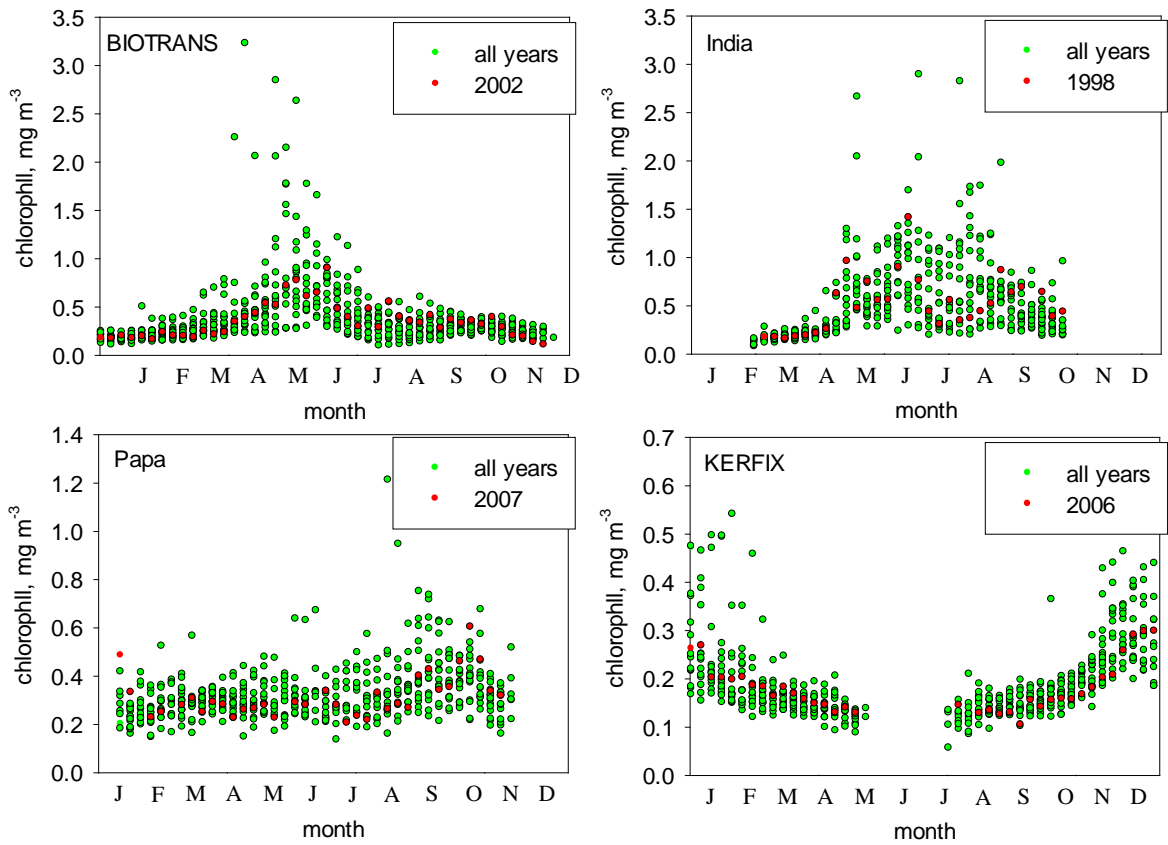 BIOTRANS
all years
2002
3.5
3.0
2.5
2.0
1.5
1.0
0.5
0.0
chlorophll, mg m-3
J F M A M J J A S O N D
month
India
all years
1998
3.5
3.0
2.5
2.0
1.5
1.0
0.5
0.0
chlorophll, mg m-3
J F M A M J J A S O D
month
Papa
all years
2007
1.4
1.2
1.0
0.8
0.6
0.4
0.2
0.0
chlorophll, mg m-3
J F M A M J J A S O N D
month
KERFIX
all years
2006
0.7
0.6
0.5
0.4
0.3
0.2
0.1
0.0
chlorophll, mg m-3
J F M A M J J A S O N D
month